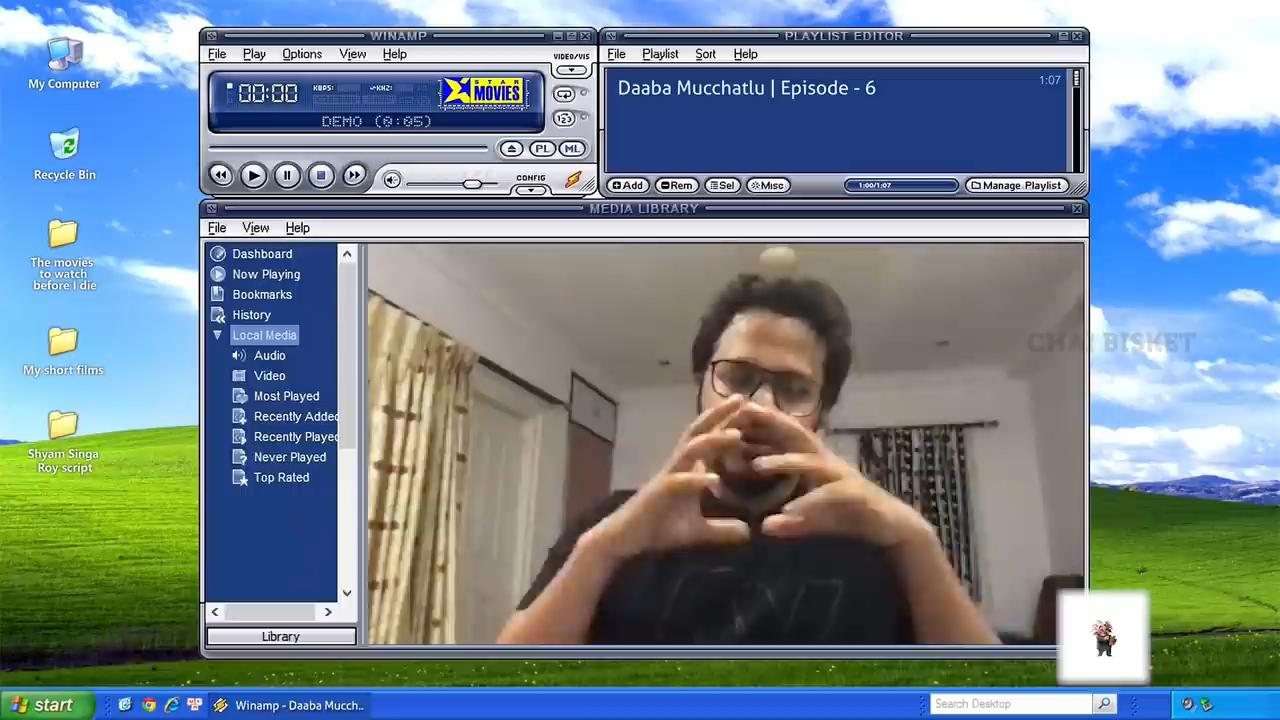 My Computer
Recycle Bin
The movies
to watch
before I die
My short films
Shyam Singa
Roy script
WINAMP
File Play Options View Help
VIDEO/VIS
00:00
KBPS:
KHZ:
STAR
MOVIES
DEMO (0:05)
PL ML
CONFIG
PLAYLIST EDITOR
File Playlist Sort Help
Daaba Mucchatlu | Episode - 6 1:07
Add Rem Sel Misc 1:00/1:07 Manage Playlist
MEDIA LIBRARY
File View Help
Dashboard
Now Playing
Bookmarks
History
Local Media
Audio
Video
Most Played
Recently Added
Recently Playe
Never Played
Top Rated
Library
CHAI BISKET
start
Winamp - Daaba Mucch..
Search Desktop